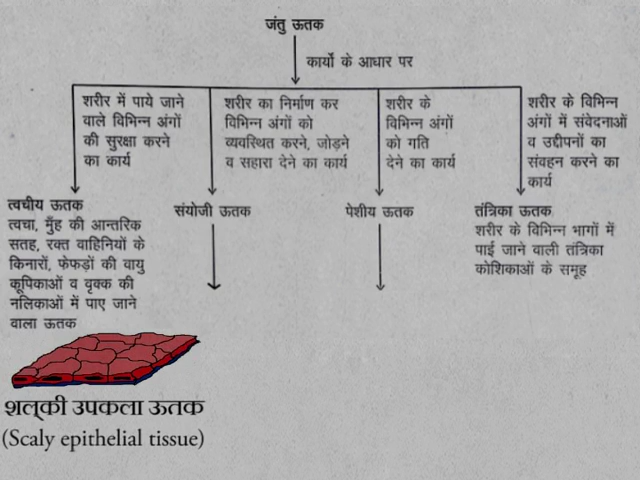 जंतु ऊतक
कार्यो के आधार पर
शरीर में पाये जाने
वाले विभिन्न अंगों
की सुरक्षा करने
का कार्य
शरीर का निर्माण कर
विभिन्न अंगों को
व्यवस्थित करने, जोड़ने
व सहारा देने का कार्य
शरीर के
विभिन्न अंगों
को गति
देने का कार्य
शरीर के विभिन्न
अंगों में संवेदनाओं
व उद्दीपनों का
संवहन करने का
कार्य
त्वचीय ऊतक
त्वचा, मुँह की आन्तरिक
सतह, रक्त वाहिनियों के
किनारों, फेफड़ों की वायु
कूपिकाओं व वृक्क की
नलिकाओं में पाए जाने
वाला ऊतक
संयोजी ऊतक
पेशीय ऊतक
तंत्रिका ऊतक
शरीर के विभिन्न भागों में
पाई जाने वाली तंत्रिका
कोशिकाओं के समूह
शल्की उपकला ऊतक
(Scaly epithelial tissue)